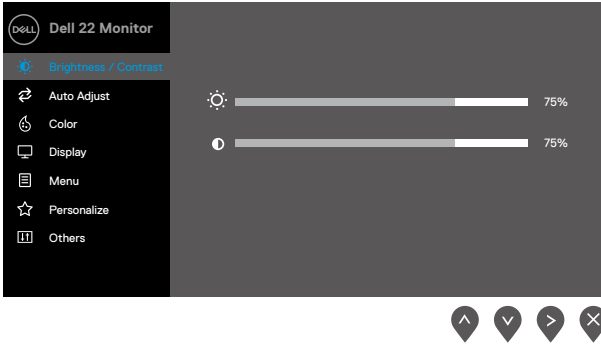 DELL
Dell 22 Monitor
Brightness / Contrast
Auto Adjust
75%
Color
Display
75%
Menu
Personalize
Others